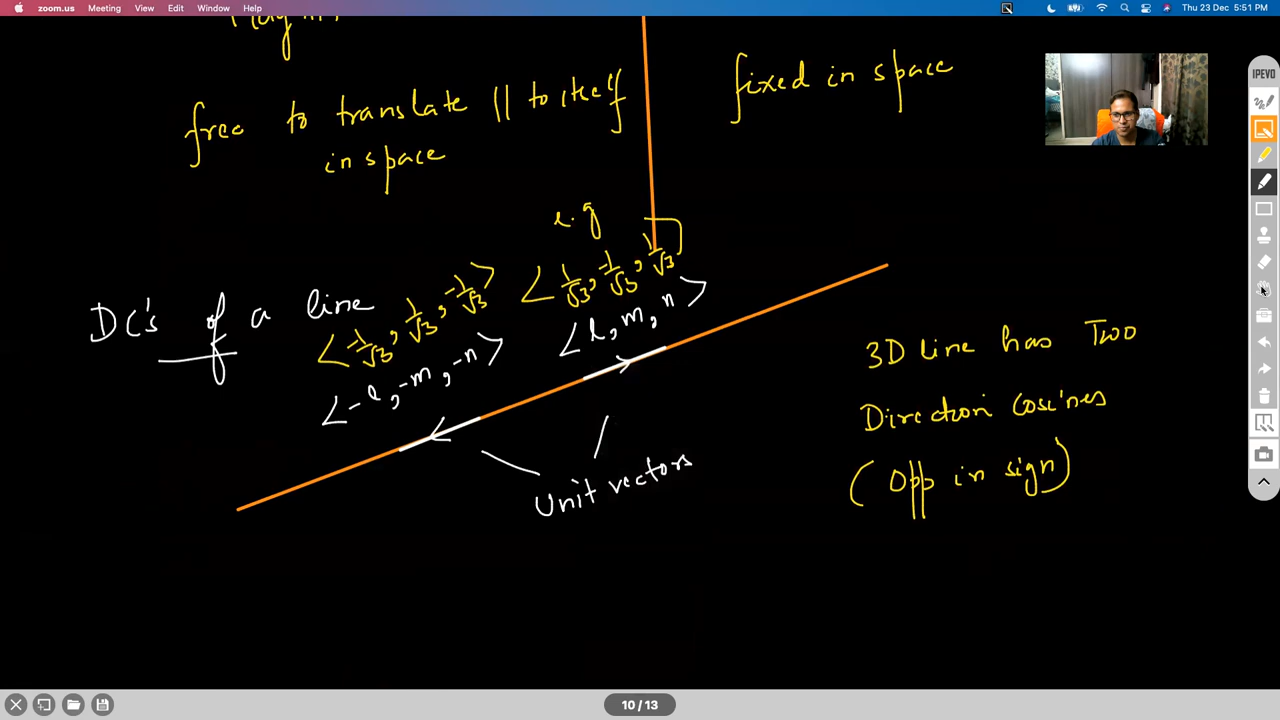 zoom.us Meeting View Edit Window Help
Thu 23 Dec 5:51 PM
IPEVO
free to translate || to itself
in space
fixed in space
e.g
DC's of a line
<-1/√3, 1/√3, -1/√3>
<1/√3, -1/√3, 1/√3>
<-l, -m, -n>
<l, m, n>
Unit vectors
3D line has Two
Direction Cosines
(Opp in sign)
10 / 13